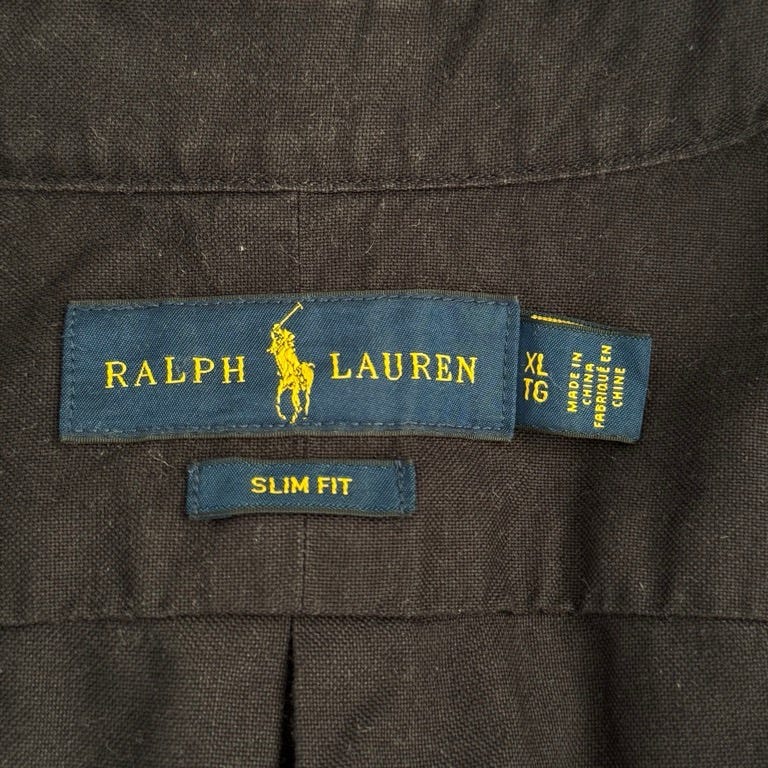 RALPH LAUREN
XL
TG
MADE IN
CHINA
FABRIQUÉ EN
CHINE
SLIM FIT